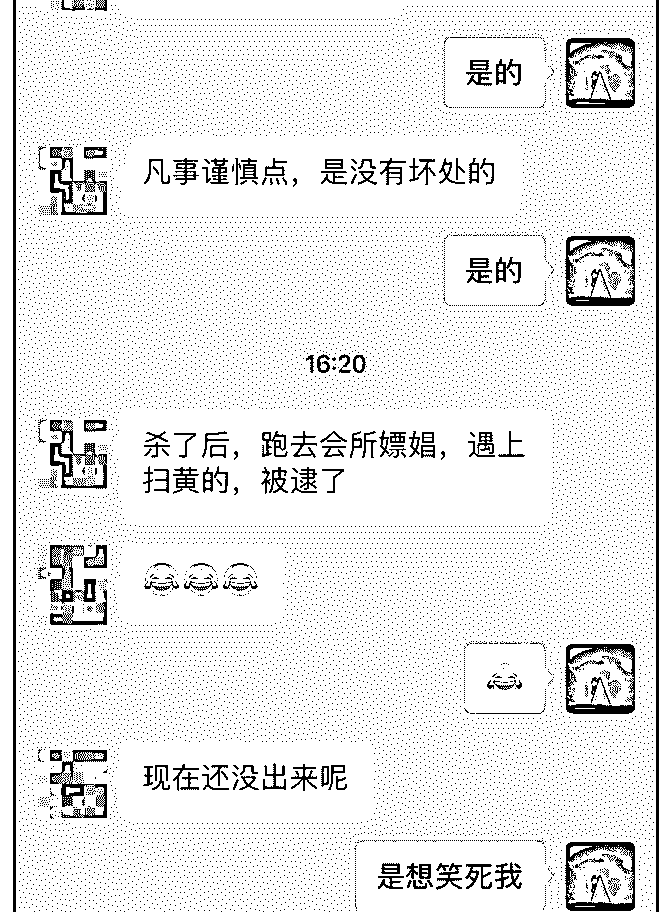 是的
凡事谨慎点，是没有坏处的
是的
16:20
杀了后，跑去会所嫖娼，遇上
扫黄的，被逮了
😂😂😂
😂
现在还没出来呢
是想笑死我